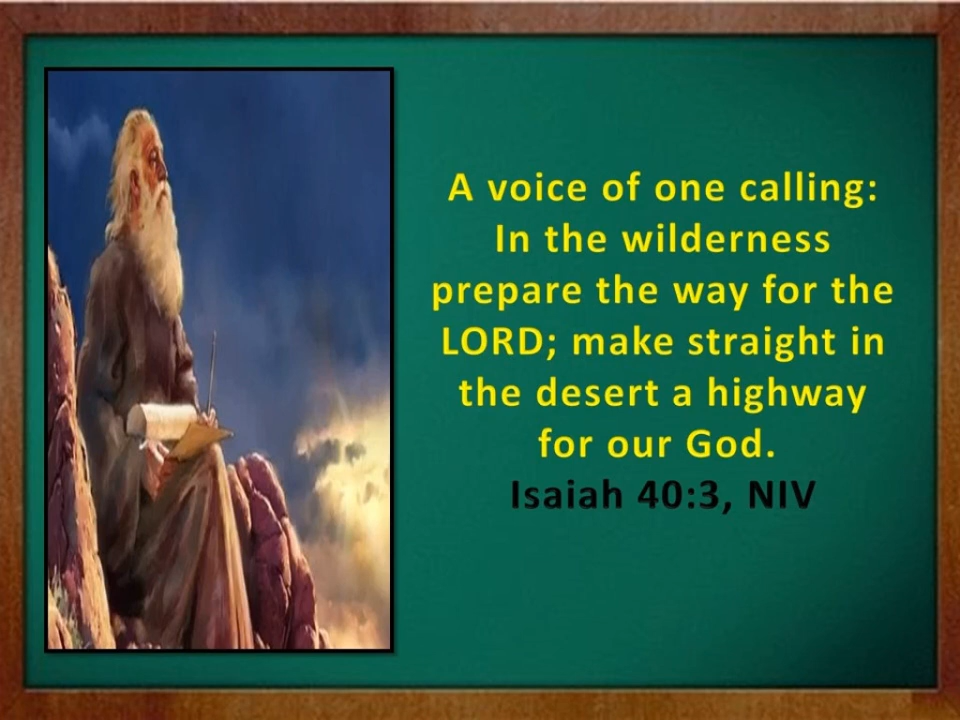 A voice of one calling:
In the wilderness
prepare the way for the
LORD; make straight in
the desert a highway
for our God.
Isaiah 40:3, NIV